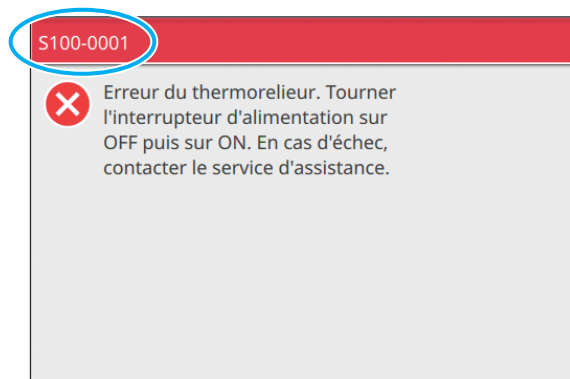 S100-0001
Erreur du thermorelieur. Tourner
l'interrupteur d'alimentation sur
OFF puis sur ON. En cas d'échec,
contacter le service d'assistance.